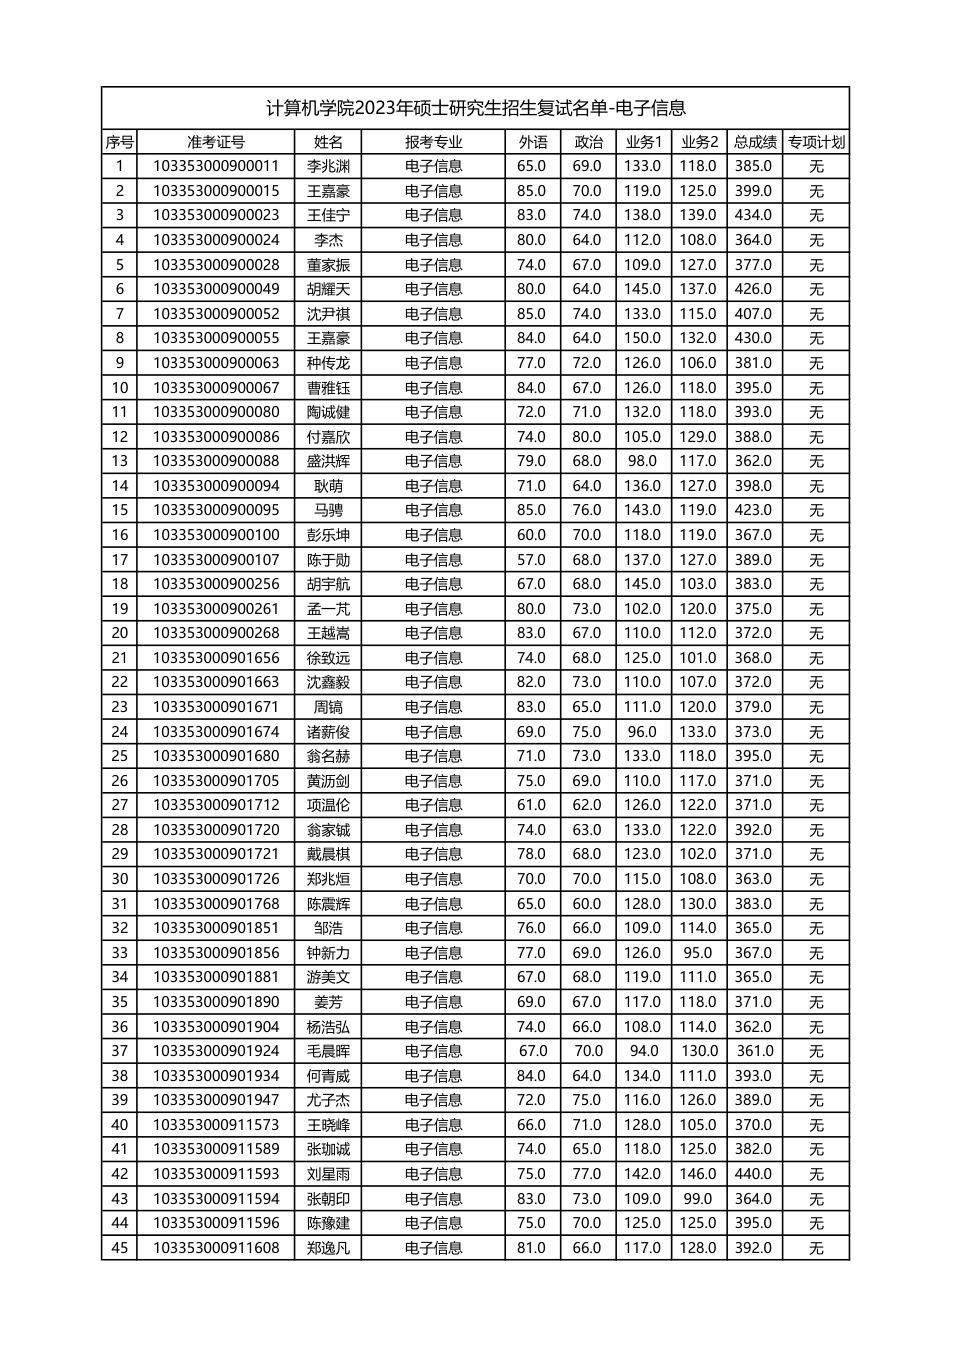 计算机学院2023年硕士研究生招生复试名单-电子信息
序号 准考证号 姓名 报考专业 外语 政治 业务1 业务2 总成绩 专项计划
1 103353000900011 李兆渊 电子信息 65.0 69.0 133.0 118.0 385.0 无
2 103353000900015 王嘉豪 电子信息 85.0 70.0 119.0 125.0 399.0 无
3 103353000900023 王佳宁 电子信息 83.0 74.0 138.0 139.0 434.0 无
4 103353000900024 李杰 电子信息 80.0 64.0 112.0 108.0 364.0 无
5 103353000900028 董家振 电子信息 74.0 67.0 109.0 127.0 377.0 无
6 103353000900049 胡耀天 电子信息 80.0 64.0 145.0 137.0 426.0 无
7 103353000900052 沈尹祺 电子信息 85.0 74.0 133.0 115.0 407.0 无
8 103353000900055 王嘉豪 电子信息 84.0 64.0 150.0 132.0 430.0 无
9 103353000900063 种传龙 电子信息 77.0 72.0 126.0 106.0 381.0 无
10 103353000900067 曹雅钰 电子信息 84.0 67.0 126.0 118.0 395.0 无
11 103353000900080 陶诚健 电子信息 72.0 71.0 132.0 118.0 393.0 无
12 103353000900086 付嘉欣 电子信息 74.0 80.0 105.0 129.0 388.0 无
13 103353000900088 盛洪辉 电子信息 79.0 68.0 98.0 117.0 362.0 无
14 103353000900094 耿萌 电子信息 71.0 64.0 136.0 127.0 398.0 无
15 103353000900095 马骋 电子信息 85.0 76.0 143.0 119.0 423.0 无
16 103353000900100 彭乐坤 电子信息 60.0 70.0 118.0 119.0 367.0 无
17 103353000900107 陈于勋 电子信息 57.0 68.0 137.0 127.0 389.0 无
18 103353000900256 胡宇航 电子信息 67.0 68.0 145.0 103.0 383.0 无
19 103353000900261 孟一芃 电子信息 80.0 73.0 102.0 120.0 375.0 无
20 103353000900268 王越嵩 电子信息 83.0 67.0 110.0 112.0 372.0 无
21 103353000901656 徐致远 电子信息 74.0 68.0 125.0 101.0 368.0 无
22 103353000901663 沈鑫毅 电子信息 82.0 73.0 110.0 107.0 372.0 无
23 103353000901671 周镐 电子信息 83.0 65.0 111.0 120.0 379.0 无
24 103353000901674 诸薪俊 电子信息 69.0 75.0 96.0 133.0 373.0 无
25 103353000901680 翁名赫 电子信息 71.0 73.0 133.0 118.0 395.0 无
26 103353000901705 黄沥剑 电子信息 75.0 69.0 110.0 117.0 371.0 无
27 103353000901712 项温伦 电子信息 61.0 62.0 126.0 122.0 371.0 无
28 103353000901720 翁家铖 电子信息 74.0 63.0 133.0 122.0 392.0 无
29 103353000901721 戴晨棋 电子信息 78.0 68.0 123.0 102.0 371.0 无
30 103353000901726 郑兆烜 电子信息 70.0 70.0 115.0 108.0 363.0 无
31 103353000901768 陈震辉 电子信息 65.0 60.0 128.0 130.0 383.0 无
32 103353000901851 邹浩 电子信息 76.0 66.0 109.0 114.0 365.0 无
33 103353000901856 钟新力 电子信息 77.0 69.0 126.0 95.0 367.0 无
34 103353000901881 游美文 电子信息 67.0 68.0 119.0 111.0 365.0 无
35 103353000901890 姜芳 电子信息 69.0 67.0 117.0 118.0 371.0 无
36 103353000901904 杨浩弘 电子信息 74.0 66.0 108.0 114.0 362.0 无
37 103353000901924 毛晨晖 电子信息 67.0 70.0 94.0 130.0 361.0 无
38 103353000901934 何青威 电子信息 84.0 64.0 134.0 111.0 393.0 无
39 103353000901947 尤子杰 电子信息 72.0 75.0 116.0 126.0 389.0 无
40 103353000911573 王晓峰 电子信息 66.0 71.0 128.0 105.0 370.0 无
41 103353000911589 张珈诚 电子信息 74.0 65.0 118.0 125.0 382.0 无
42 103353000911593 刘星雨 电子信息 75.0 77.0 142.0 146.0 440.0 无
43 103353000911594 张朝印 电子信息 83.0 73.0 109.0 99.0 364.0 无
44 103353000911596 陈豫建 电子信息 75.0 70.0 125.0 125.0 395.0 无
45 103353000911608 郑逸凡 电子信息 81.0 66.0 117.0 128.0 392.0 无